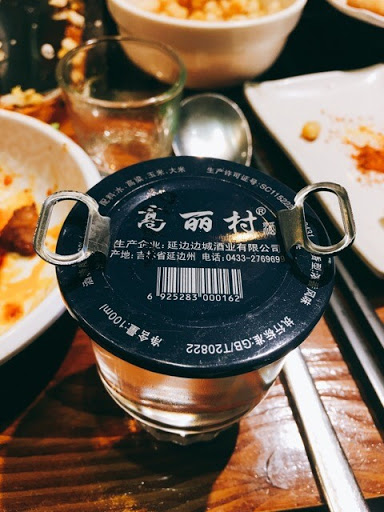 配料:水、高粱、玉米、大米
生产许可证号:SC115222
高丽村®
生产企业:延边边城酒业有限公司
产地:吉林省延边州 电话:0433-276969
6 925283 000162
净含量:100ml
执行标准:GB/T20822